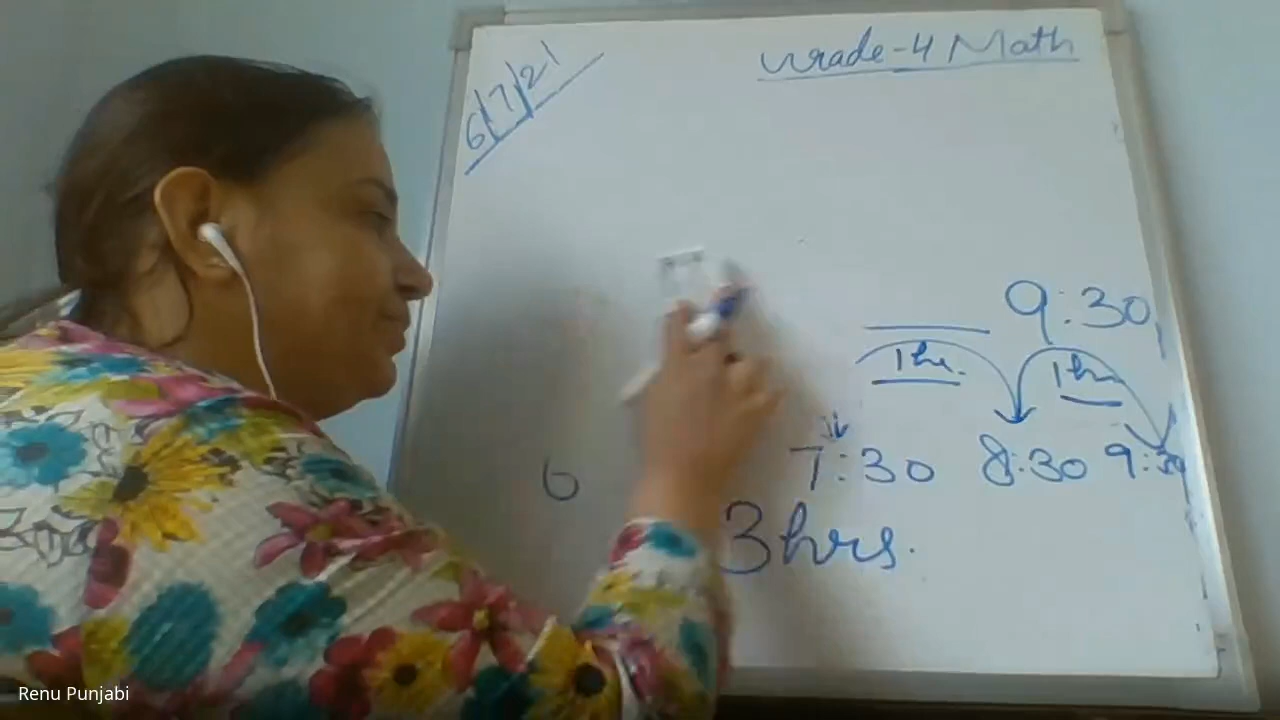 6/7/21
Grade-4 Math
9:30
1hr. 1hr
7:30 8:30 9:30
6
3hrs.
Renu Punjabi